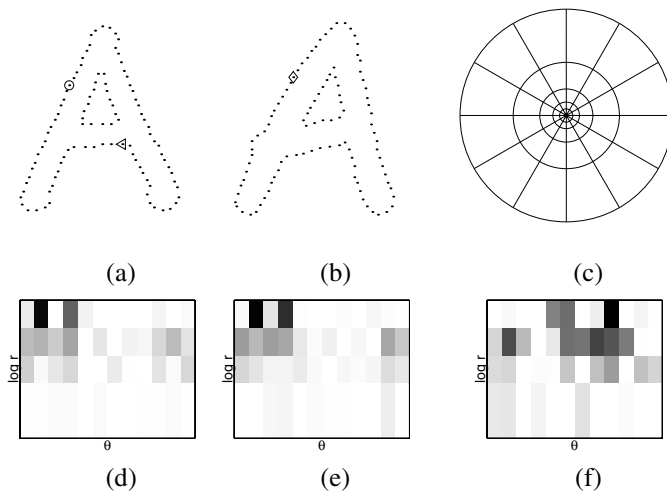 (a) (b) (c)
log r log r log r
θ θ θ
(d) (e) (f)